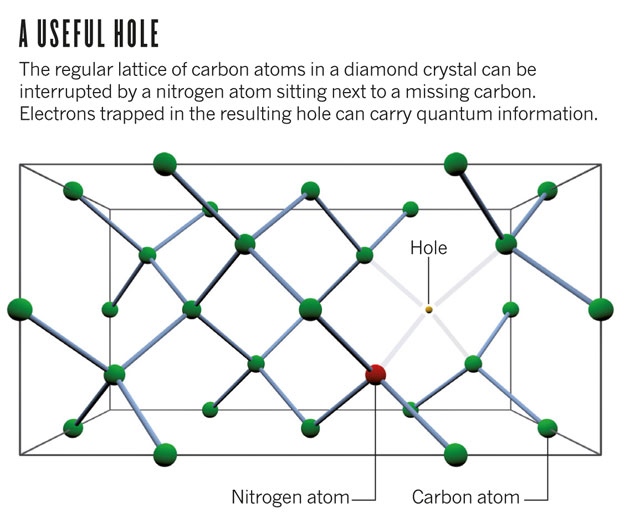 A USEFUL HOLE
The regular lattice of carbon atoms in a diamond crystal can be
interrupted by a nitrogen atom sitting next to a missing carbon.
Electrons trapped in the resulting hole can carry quantum information.
Hole
Nitrogen atom
Carbon atom